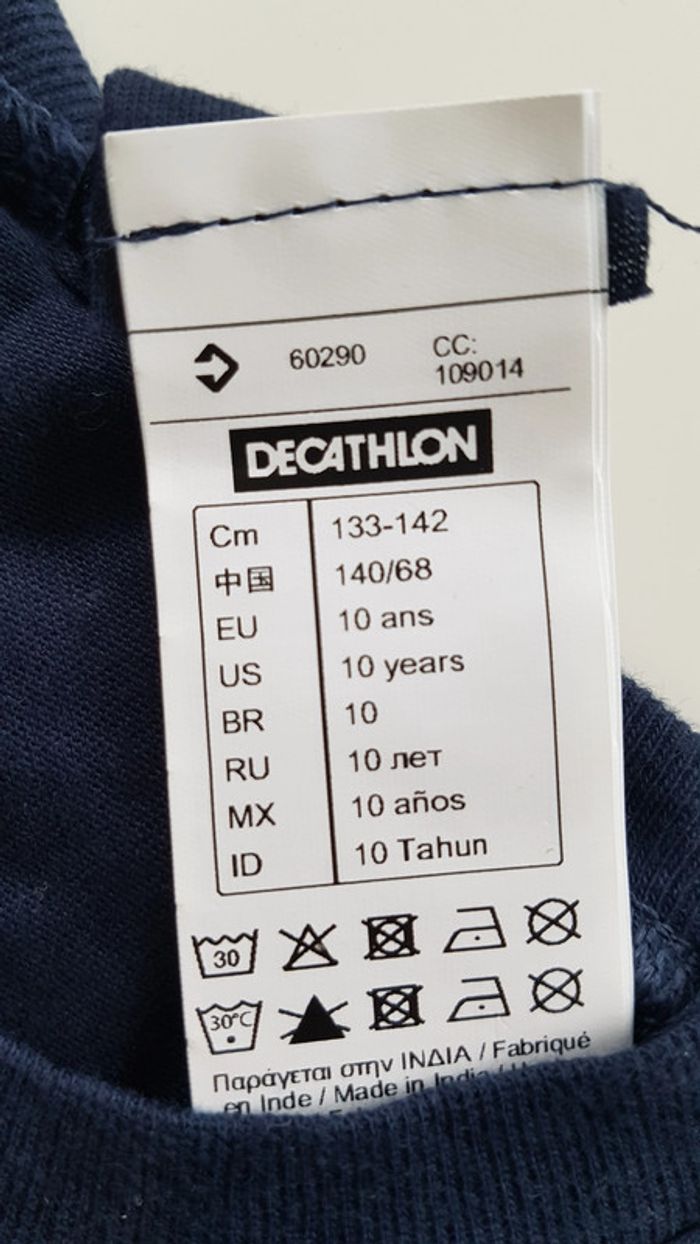 60290 CC:
109014
DECATHLON
Cm 133-142
中国 140/68
EU 10 ans
US 10 years
BR 10
RU 10 лет
MX 10 años
ID 10 Tahun
30
30°C
Παράγεται στην ΙΝΔΙΑ / Fabriqué
en Inde / Made in India /